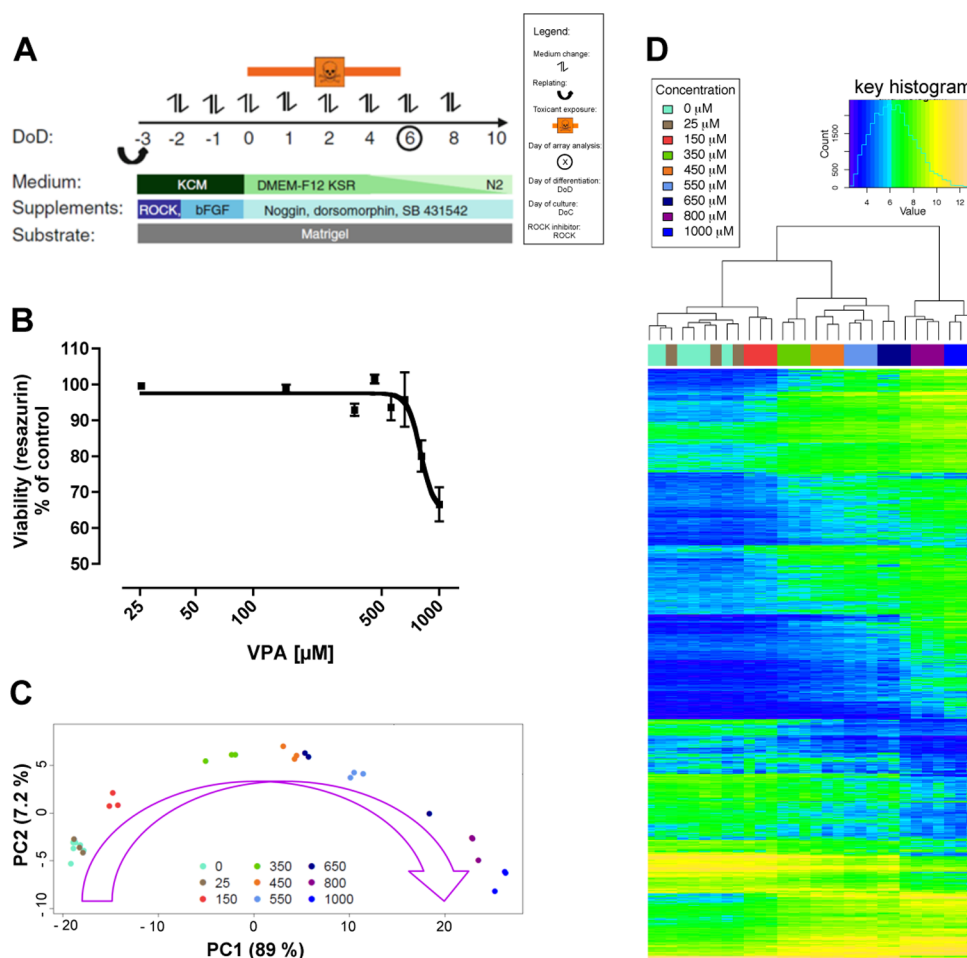 A
DoD:
-3 -2 -1 0 1 2 4 6 8 10
Medium:
KCM
DMEM-F12 KSR
N2
Supplements:
ROCK, bFGF
Noggin, dorsomorphin, SB 431542
Substrate:
Matrigel
Legend:
Medium change:
Replating:
Toxicant exposure:
Day of array analysis:
X
Day of differentiation:
DoD
Day of culture:
DoC
ROCK inhibitor:
ROCK
B
Viability (resazurin)
% of control
110
100
90
80
70
60
50
25 50 100 500 1000
VPA [µM]
C
PC2 (7.2 %)
5
0
-5
-10
0 350 650
25 450 800
150 550 1000
-20 -10 0 10 20
PC1 (89 %)
D
Concentration
0 µM
25 µM
150 µM
350 µM
450 µM
550 µM
650 µM
800 µM
1000 µM
key histogram
Count
0 500 1500
4 6 8 10 12
Value